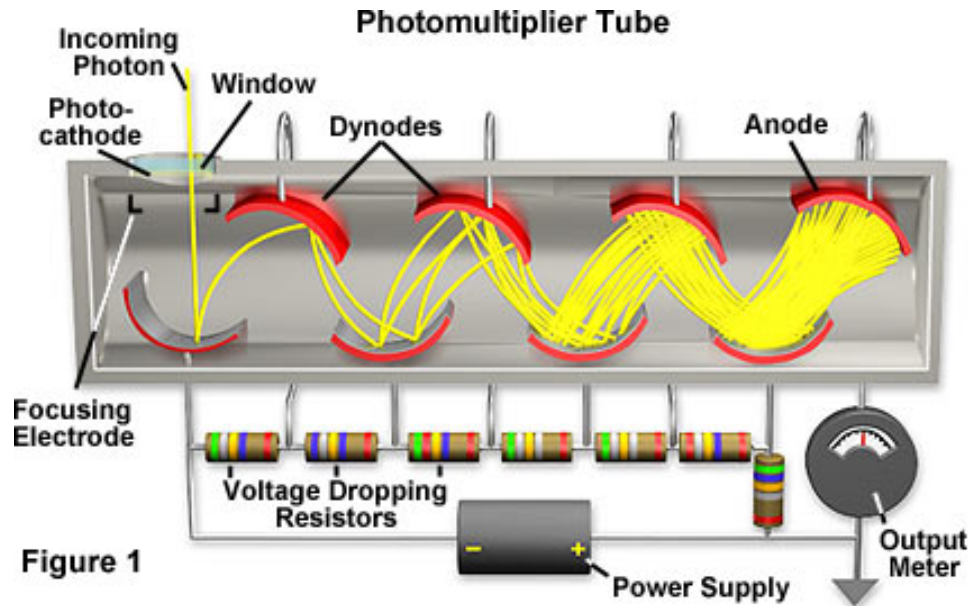 Photomultiplier Tube
Incoming
Photon
Window
Photo-
cathode
Dynodes
Anode
Focusing
Electrode
Voltage Dropping
Resistors
Figure 1
Power Supply
Output
Meter